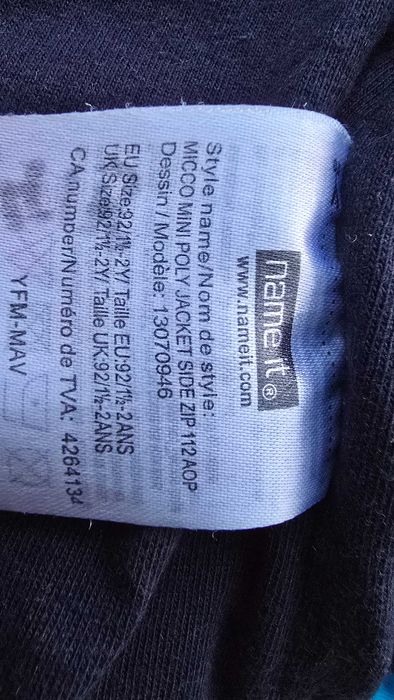 name it®
www.nameit.com
Style name/Nom de style:
MICCO MINI POLY JACKET SIDE ZIP 112 AOP
Dessin / Modèle: 13070946
EU Size:92/1½-2Y/ Taille EU:92/1½-2ANS
UK Size:92/1½-2Y/ Taille UK:92/1½-2ANS
CA number/Numéro de TVA: 4264134
YFM-MAV